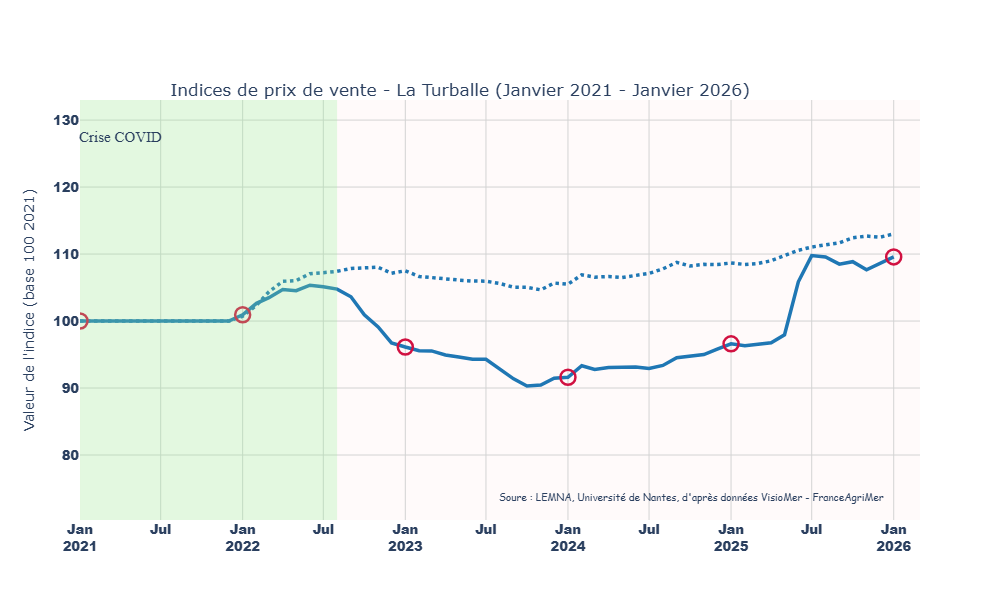 Indices de prix de vente - La Turballe (Janvier 2021 - Janvier 2026)
130
Crise COVID
120
110
100
90
80
Valeur de l'indice (base 100 2021)
Soure : LEMNA, Université de Nantes, d'après données VisioMer - FranceAgriMer
Jan Jul Jan Jul Jan Jul Jan Jul Jan Jul Jan
2021 2022 2023 2024 2025 2026